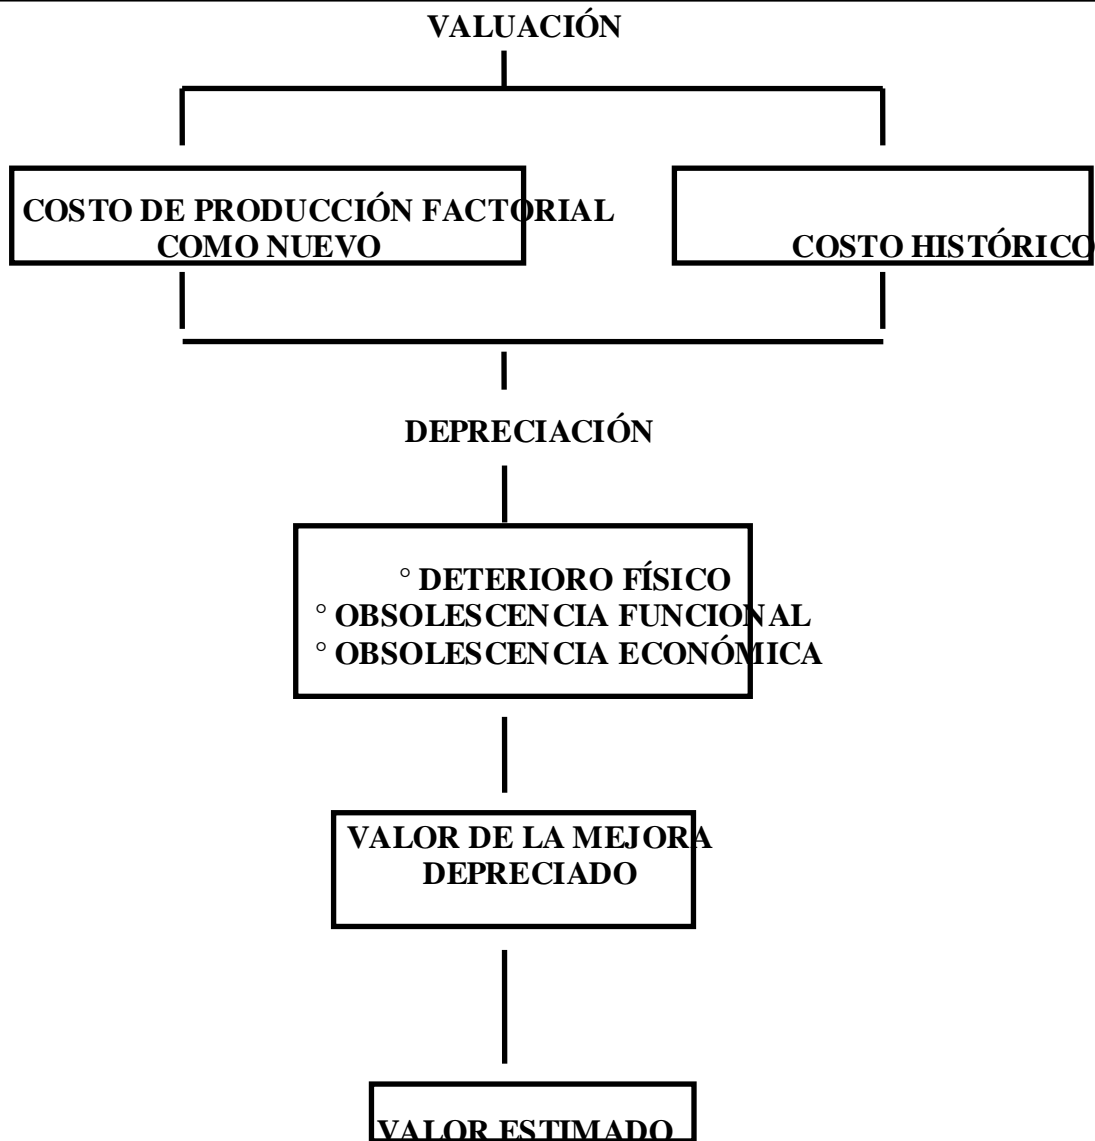 VALUACIÓN
COSTO DE PRODUCCIÓN FACTORIAL
COMO NUEVO
COSTO HISTÓRICO
DEPRECIACIÓN
° DETERIORO FÍSICO
° OBSOLESCENCIA FUNCIONAL
° OBSOLESCENCIA ECONÓMICA
VALOR DE LA MEJORA
DEPRECIADO
VALOR ESTIMADO